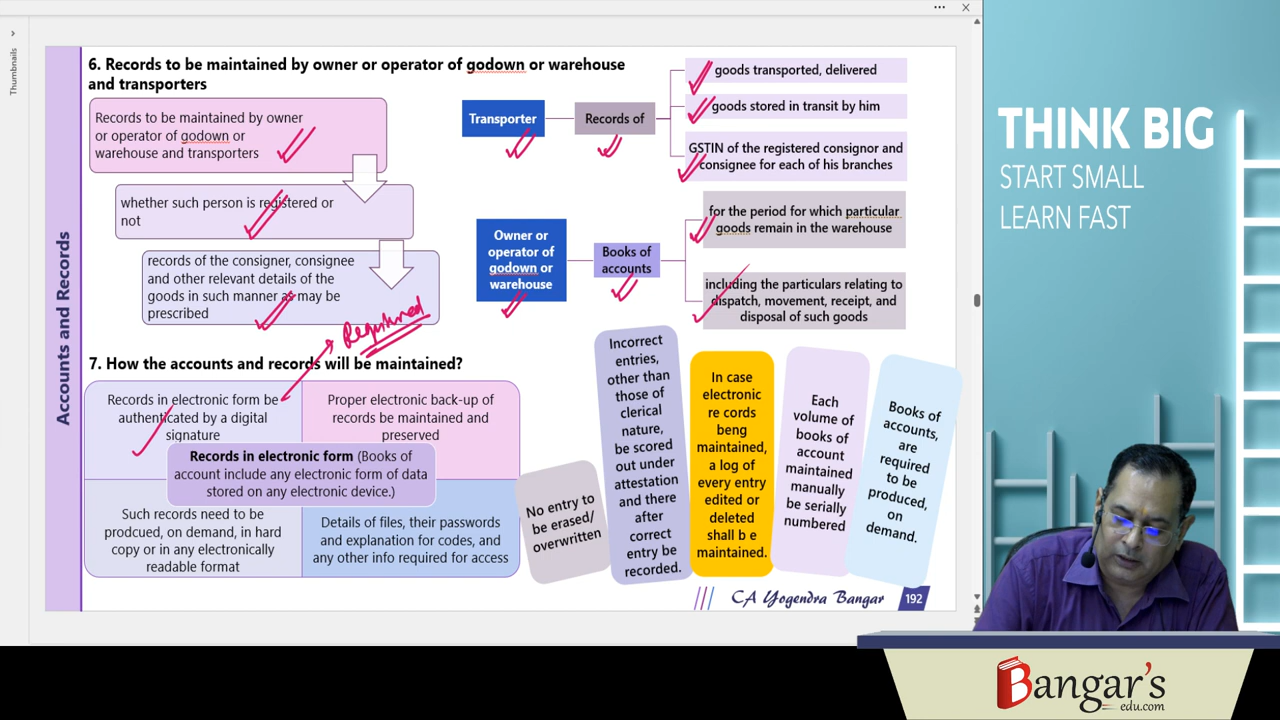 Thumbnails
Accounts and Records
6. Records to be maintained by owner or operator of godown or warehouse
and transporters
Records to be maintained by owner
or operator of godown or
warehouse and transporters
whether such person is registered or
not
records of the consigner, consignee
and other relevant details of the
goods in such manner as may be
prescribed
Transporter
Records of
goods transported, delivered
goods stored in transit by him
GSTIN of the registered consignor and
consignee for each of his branches
Owner or
operator of
godown or
warehouse
Books of
accounts
for the period for which particular
goods remain in the warehouse
including the particulars relating to
dispatch, movement, receipt, and
disposal of such goods
7. How the accounts and records will be maintained?
Records in electronic form be
authenticated by a digital
signature
Proper electronic back-up of
records be maintained and
preserved
Records in electronic form (Books of
account include any electronic form of data
stored on any electronic device.)
Such records need to be
prodcued, on demand, in hard
copy or in any electronically
readable format
Details of files, their passwords
and explanation for codes, and
any other info required for access
No entry to
be erased/
overwritten
Incorrect
entries,
other than
those of
clerical
nature,
be scored
out under
attestation
and there
after
correct
entry be
recorded.
In case
electronic
re cords
beng
maintained,
a log of
every entry
edited or
deleted
shall b e
maintained.
Each
volume of
books of
account
maintained
manually
be serially
numbered
Books of
accounts,
are
required
to be
produced,
on
demand.
CA Yogendra Bangar
192
THINK BIG
START SMALL
LEARN FAST
Bangar's
edu.com